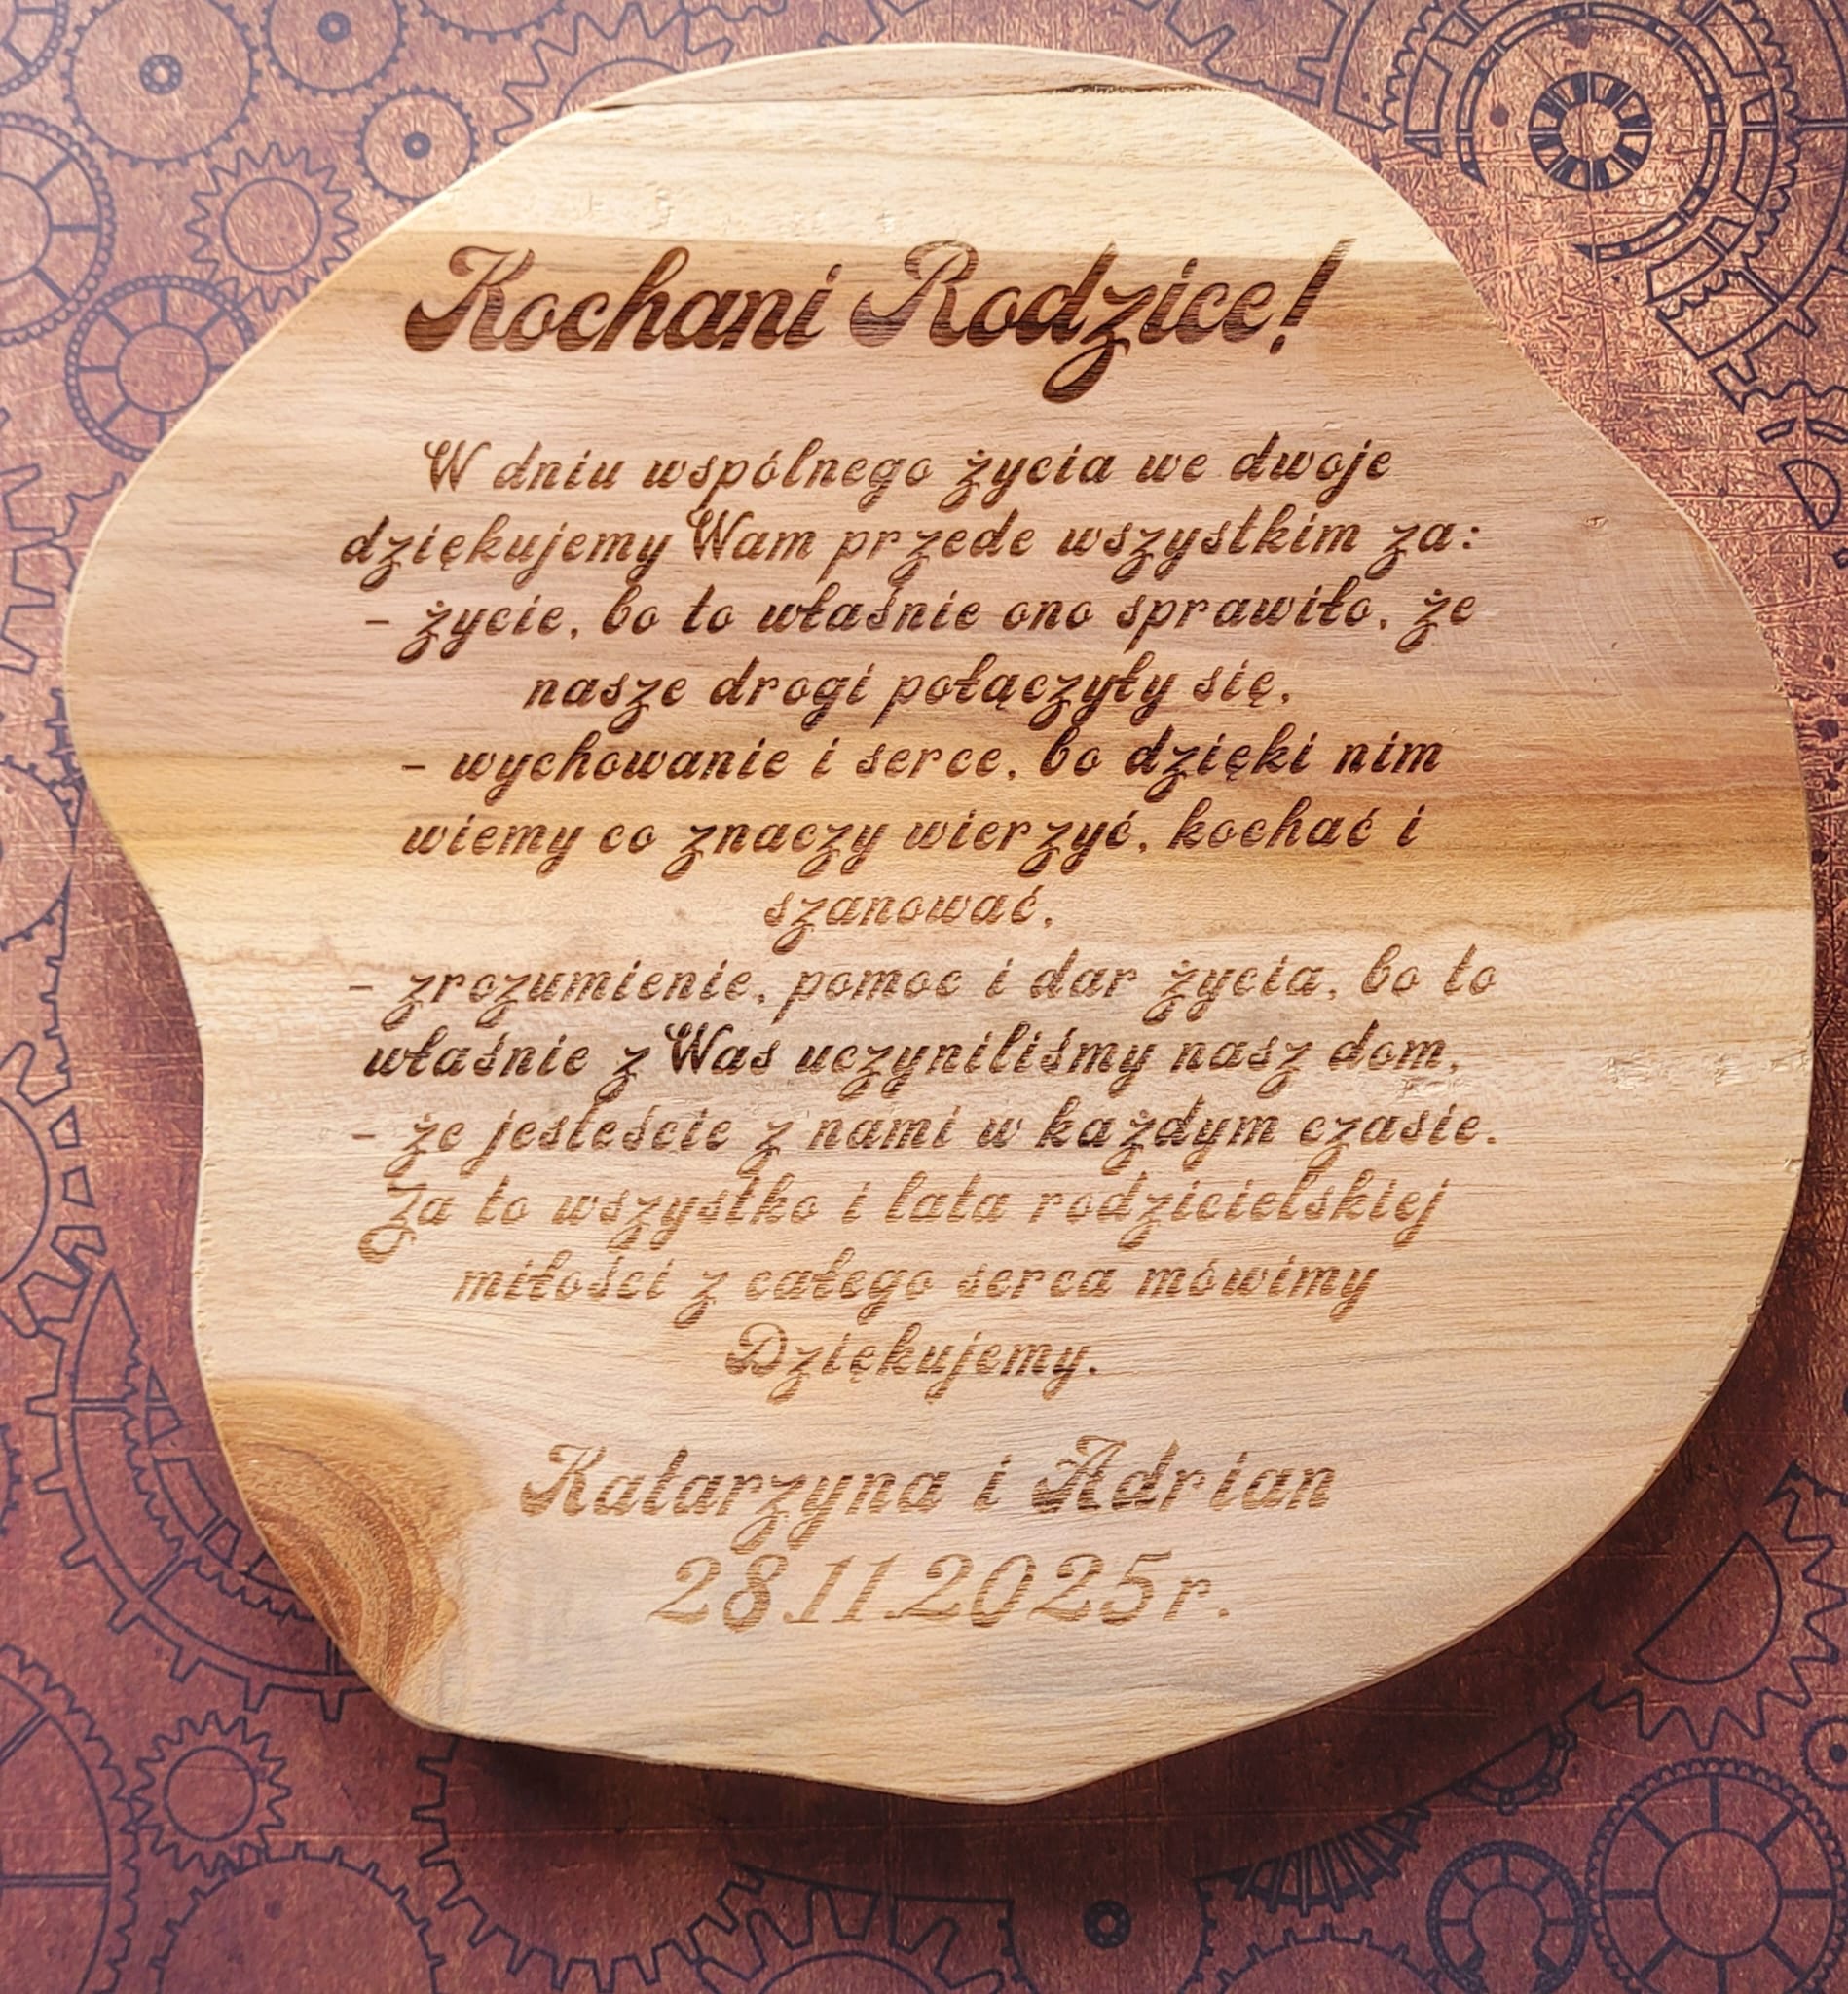 Kochani Rodzice!
W dniu wspólnego życia we dwoje
dziękujemy Wam przede wszystkim za:
- życie, bo to właśnie ono sprawiło, że
nasze drogi połączyły się,
- wychowanie i serce, bo dzięki nim
wiemy co znaczy wierzyć, kochać i
szanować,
- zrozumienie, pomoc i dar życia, bo to
właśnie z Was uczyniliśmy nasz dom,
- że jesteście z nami w każdym czasie.
Za to wszystko i lata rodzicielskiej
miłości z całego serca mówimy
Dziękujemy.
Katarzyna i Adrian
28.11.2025r.